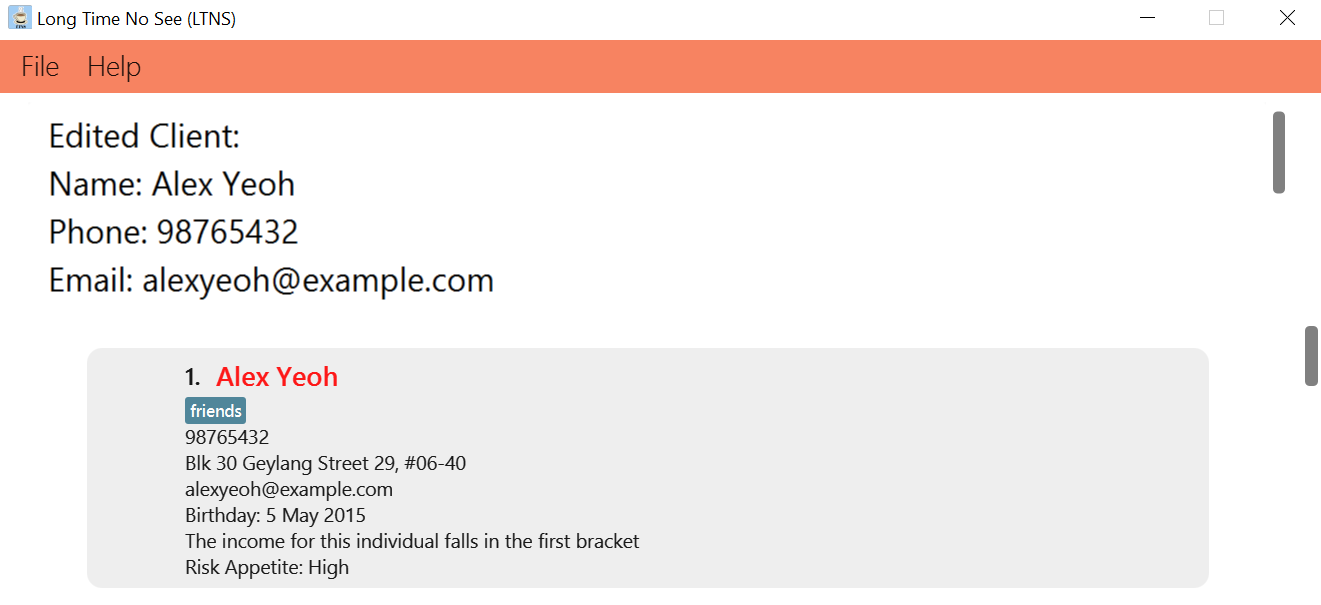 Long Time No See (LTNS)
File Help
Edited Client:
Name: Alex Yeoh
Phone: 98765432
Email: alexyeoh@example.com
1. Alex Yeoh
friends
98765432
Blk 30 Geylang Street 29, #06-40
alexyeoh@example.com
Birthday: 5 May 2015
The income for this individual falls in the first bracket
Risk Appetite: High